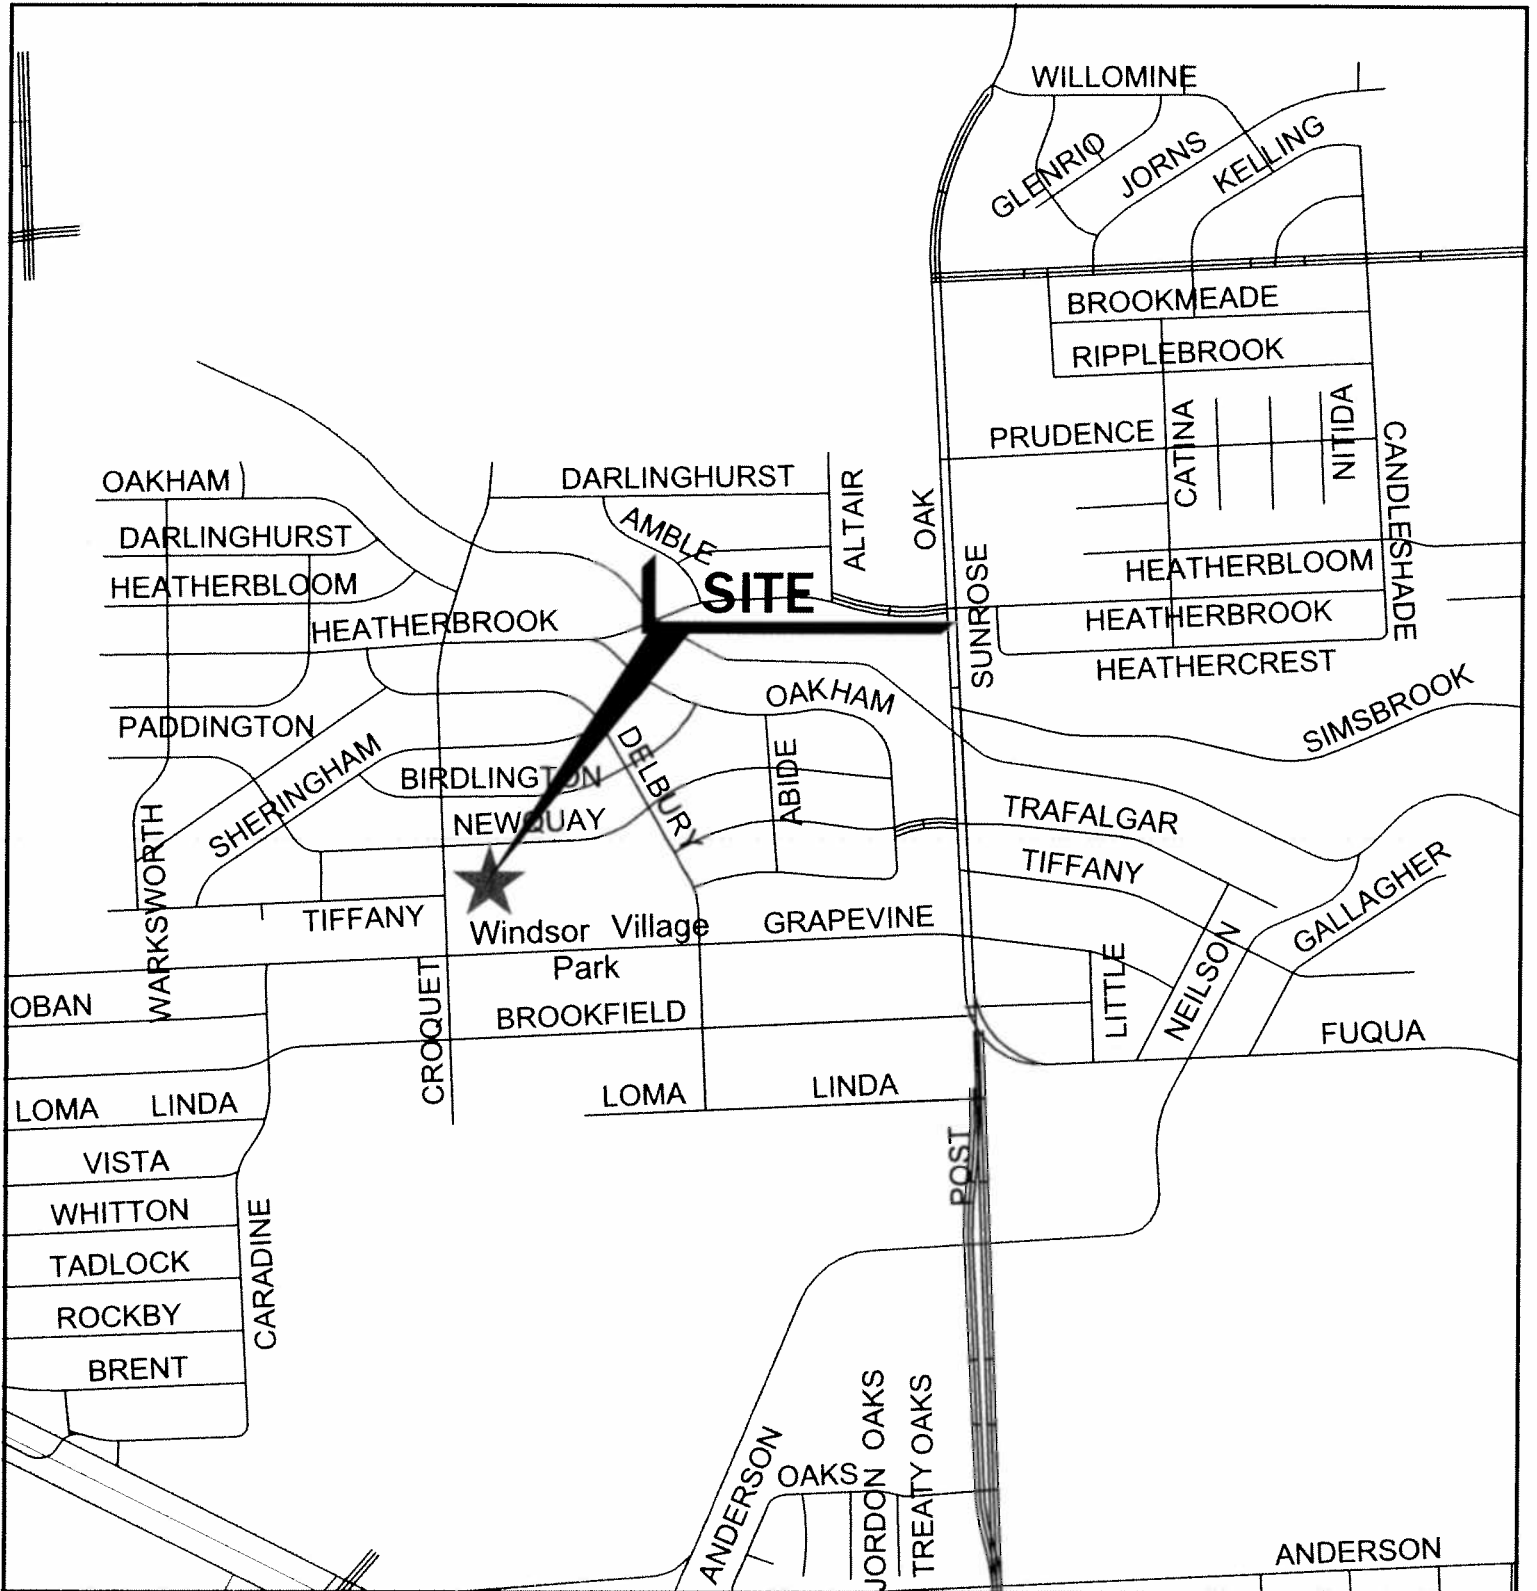 WILLOMINE
GLENRIO
JORNS
KELLING
BROOKMEADE
RIPPLEBROOK
PRUDENCE
CATINA
NITIDA
CANDLESHADE
OAKHAM
DARLINGHURST
ALTAIR
OAK
DARLINGHURST
AMBLE
HEATHERBLOOM
HEATHERBLOOM
SITE
SUNROSE
HEATHERBROOK
HEATHERBROOK
HEATHERCREST
OAKHAM
PADDINGTON
SIMSBROOK
SHERINGHAM
BIRDLINGTON
DELBURY
ABIDE
NEWQUAY
TRAFALGAR
TIFFANY
GALLAGHER
WARKSWORTH
TIFFANY
Windsor Village
Park
GRAPEVINE
LITTLE
NEILSON
OBAN
CROQUET
BROOKFIELD
FUQUA
LOMA LINDA
LOMA LINDA
POST
VISTA
WHITTON
TADLOCK
ROCKBY
BRENT
CARADINE
ANDERSON
OAKS
JORDON OAKS
TREATY OAKS
ANDERSON